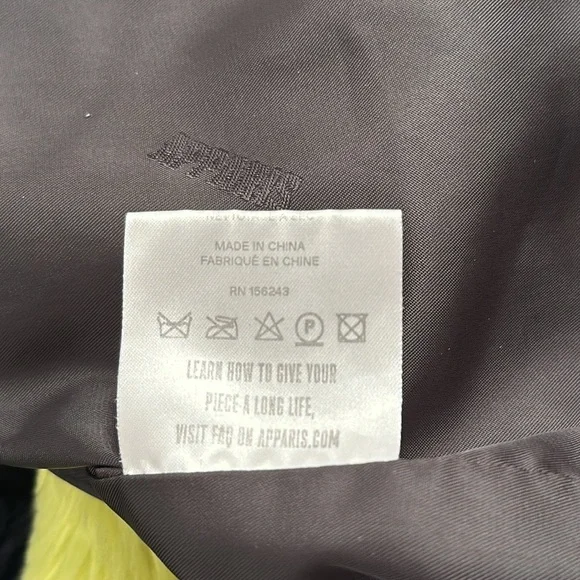 APPARIS
MADE IN CHINA
FABRIQUÉ EN CHINE
RN 156243
P
LEARN HOW TO GIVE YOUR
PIECE A LONG LIFE,
VISIT FAQ ON APPARIS.COM